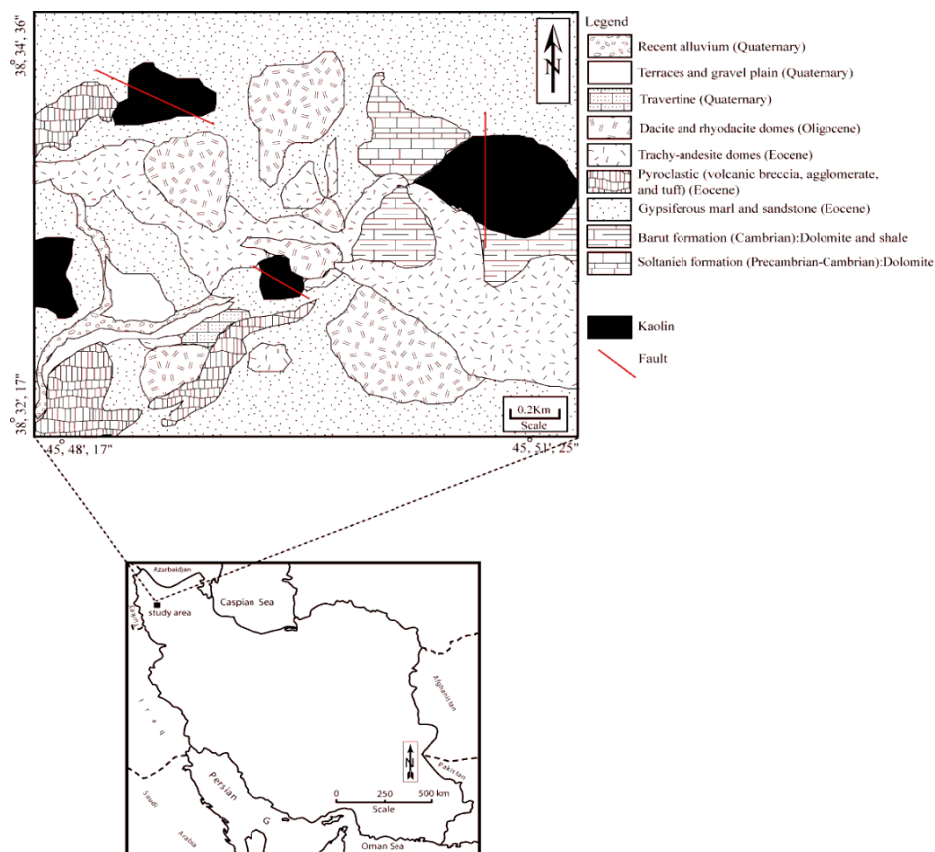 Legend
Recent alluvium (Quaternary)
Terraces and gravel plain (Quaternary)
Travertine (Quaternary)
Dacite and rhyodacite domes (Oligocene)
Trachy-andesite domes (Eocene)
Pyroclastic (volcanic breccia, agglomerate,
and tuff) (Eocene)
Gypsiferous marl and sandstone (Eocene)
Barut formation (Cambrian):Dolomite and shale
Soltanieh formation (Precambrian-Cambrian):Dolomite
Kaolin
Fault
38°, 34', 36"
N
38°, 32', 17"
0.2Km
Scale
45°, 48', 17"
45°, 51', 25"
Azarbaidjan
Caspian Sea
study area
Turkey
Iraq
Afghanistan
N
Pakistan
Persian
G
0 250 500 km
Scale
Saudi
Arabia
Oman Sea